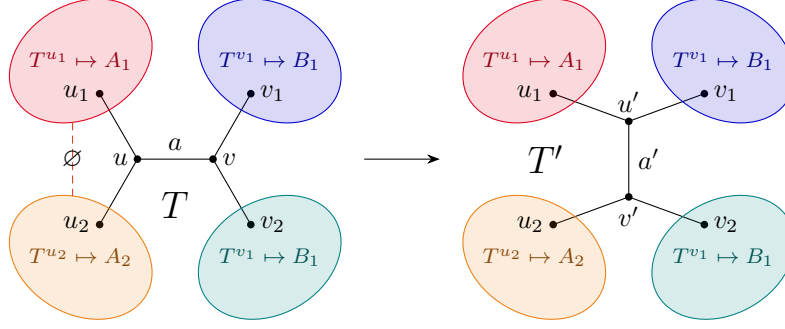 T^{u_1} ↦ A_1
T^{v_1} ↦ B_1
u_1
v_1
a
∅
u
v
T
u_2
v_2
T^{u_2} ↦ A_2
T^{v_1} ↦ B_1
T^{u_1} ↦ A_1
T^{v_1} ↦ B_1
u_1
v_1
u′
T′
a′
u_2
v_2
v′
T^{u_2} ↦ A_2
T^{v_1} ↦ B_1